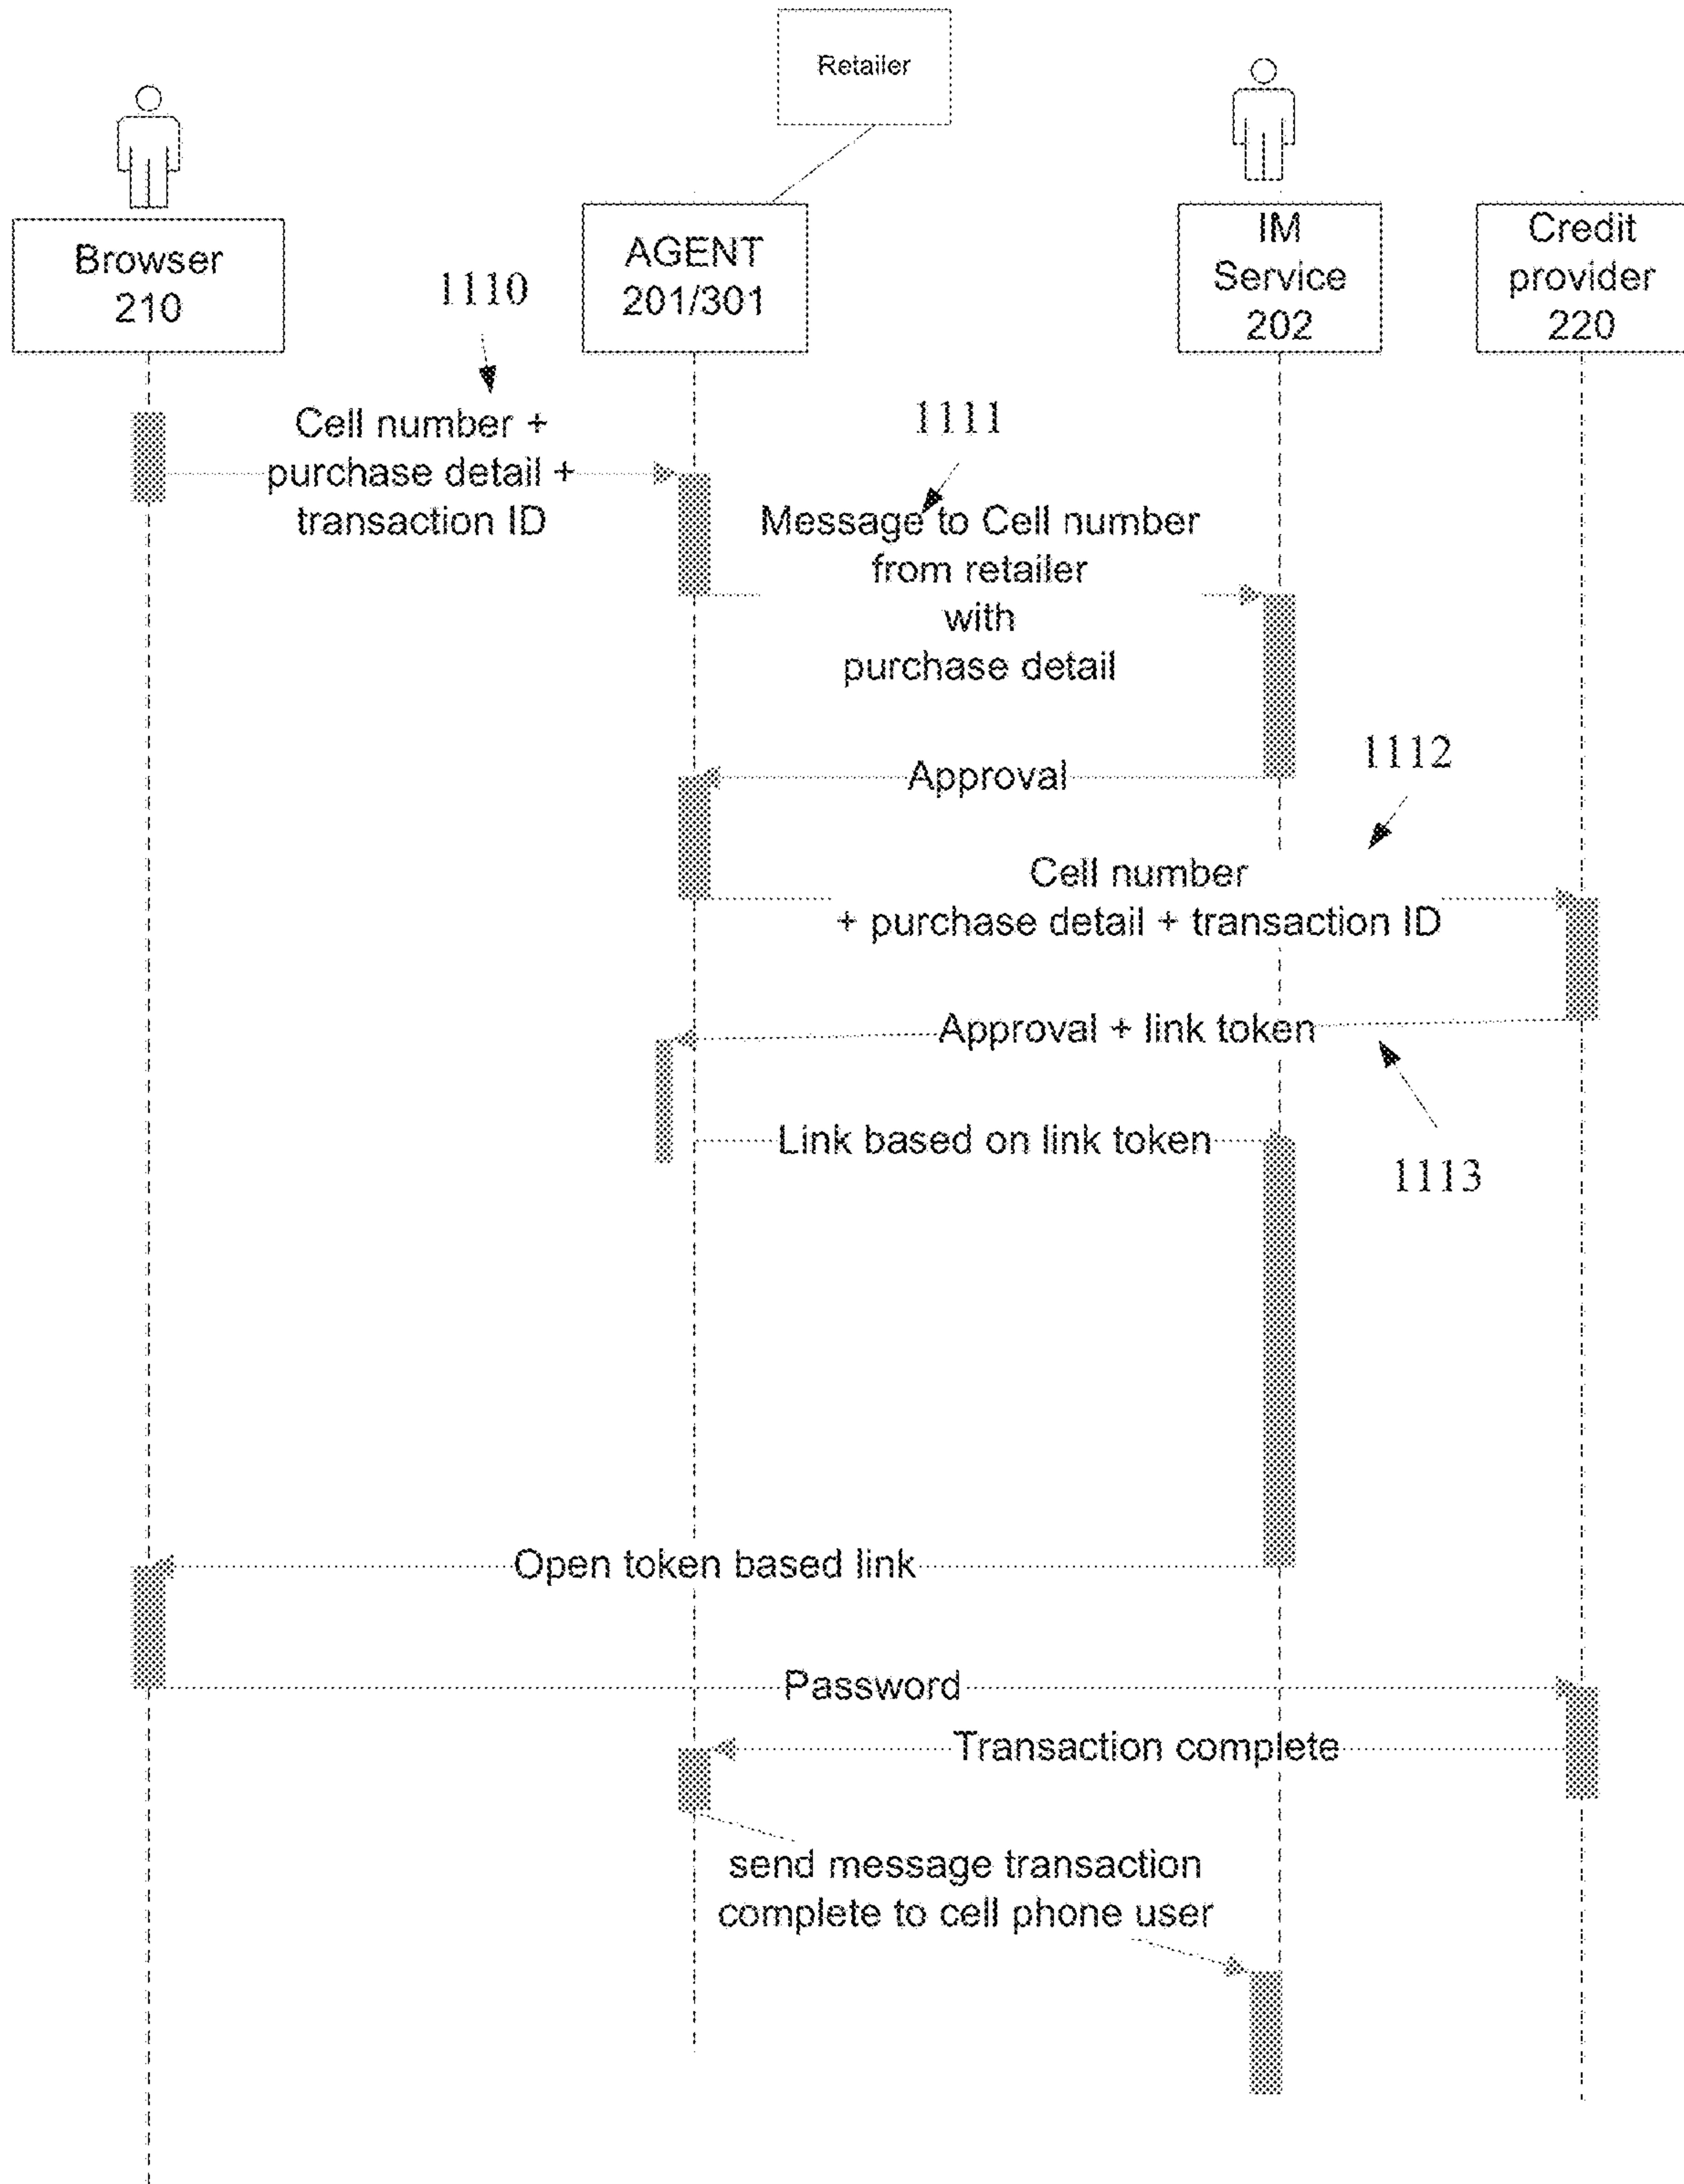 Retailer
Browser
210
AGENT
201/301
IM
Service
202
Credit
provider
220
1110
Cell number +
purchase detail +
transaction ID
1111
Message to Cell number
from retailer
with
purchase detail
Approval
1112
Cell number
+ purchase detail + transaction ID
Approval + link token
1113
Link based on link token
Open token based link
Password
Transaction complete
send message transaction
complete to cell phone user